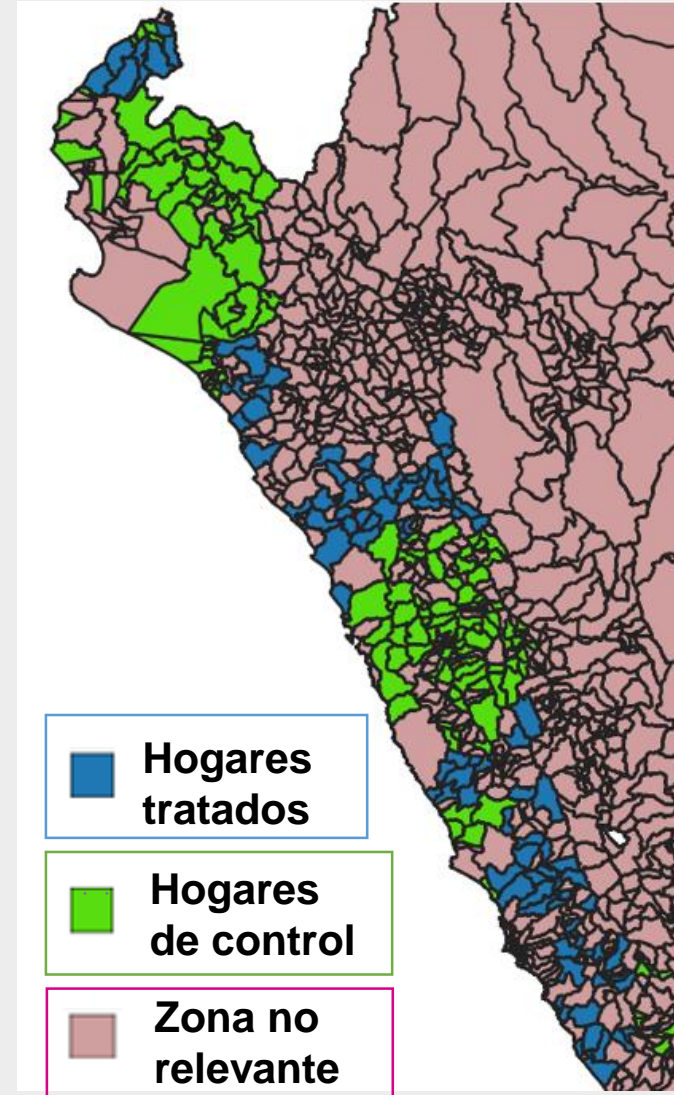 Hogares
tratados
Hogares
de control
Zona no
relevante